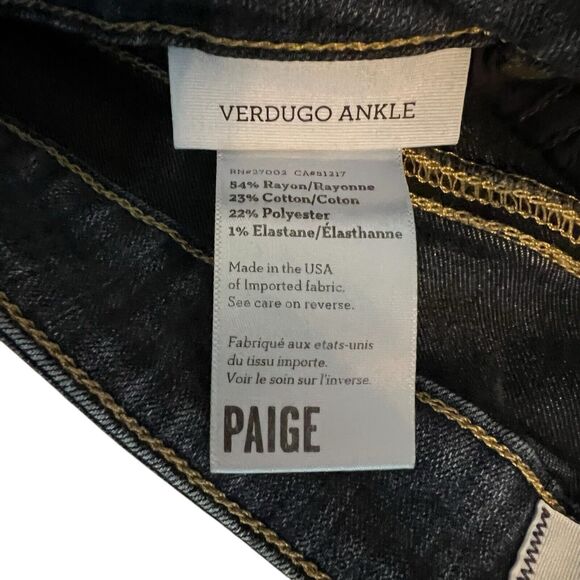 VERDUGO ANKLE
RN#27002 CA#51217
54% Rayon/Rayonne
23% Cotton/Coton
22% Polyester
1% Elastane/Élasthanne
Made in the USA
of Imported fabric.
See care on reverse.
Fabriqué aux etats-unis
du tissu importe.
Voir le soin sur l'inverse.
PAIGE